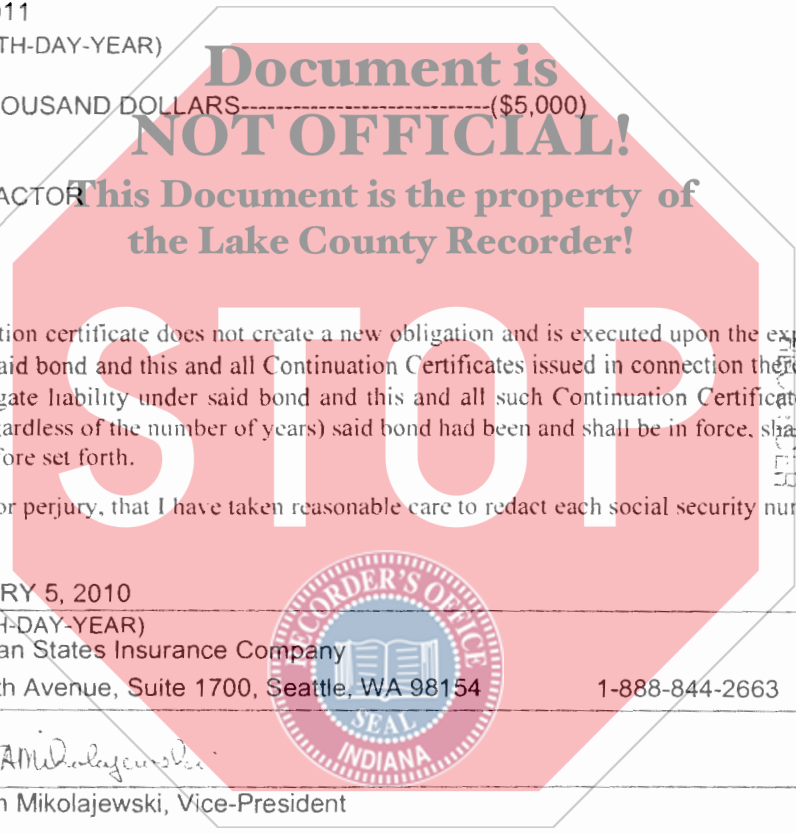 011
TH-DAY-YEAR)
Document is
OUSAND DOLLARS-----------------------------($5,000)
NOT OFFICIAL!
ACTOR
This Document is the property of
the Lake County Recorder!
STOP
tion certificate does not create a new obligation and is executed upon the exp
aid bond and this and all Continuation Certificates issued in connection there
gate liability under said bond and this and all such Continuation Certificate
ardless of the number of years) said bond had been and shall be in force, sha
fore set forth.
or perjury, that I have taken reasonable care to redact each social security nu
RY 5, 2010
H-DAY-YEAR)
an States Insurance Company
th Avenue, Suite 1700, Seattle, WA 98154 1-888-844-2663
RECORDER'S OFFICE
SEAL
INDIANA
n Mikolajewski, Vice-President